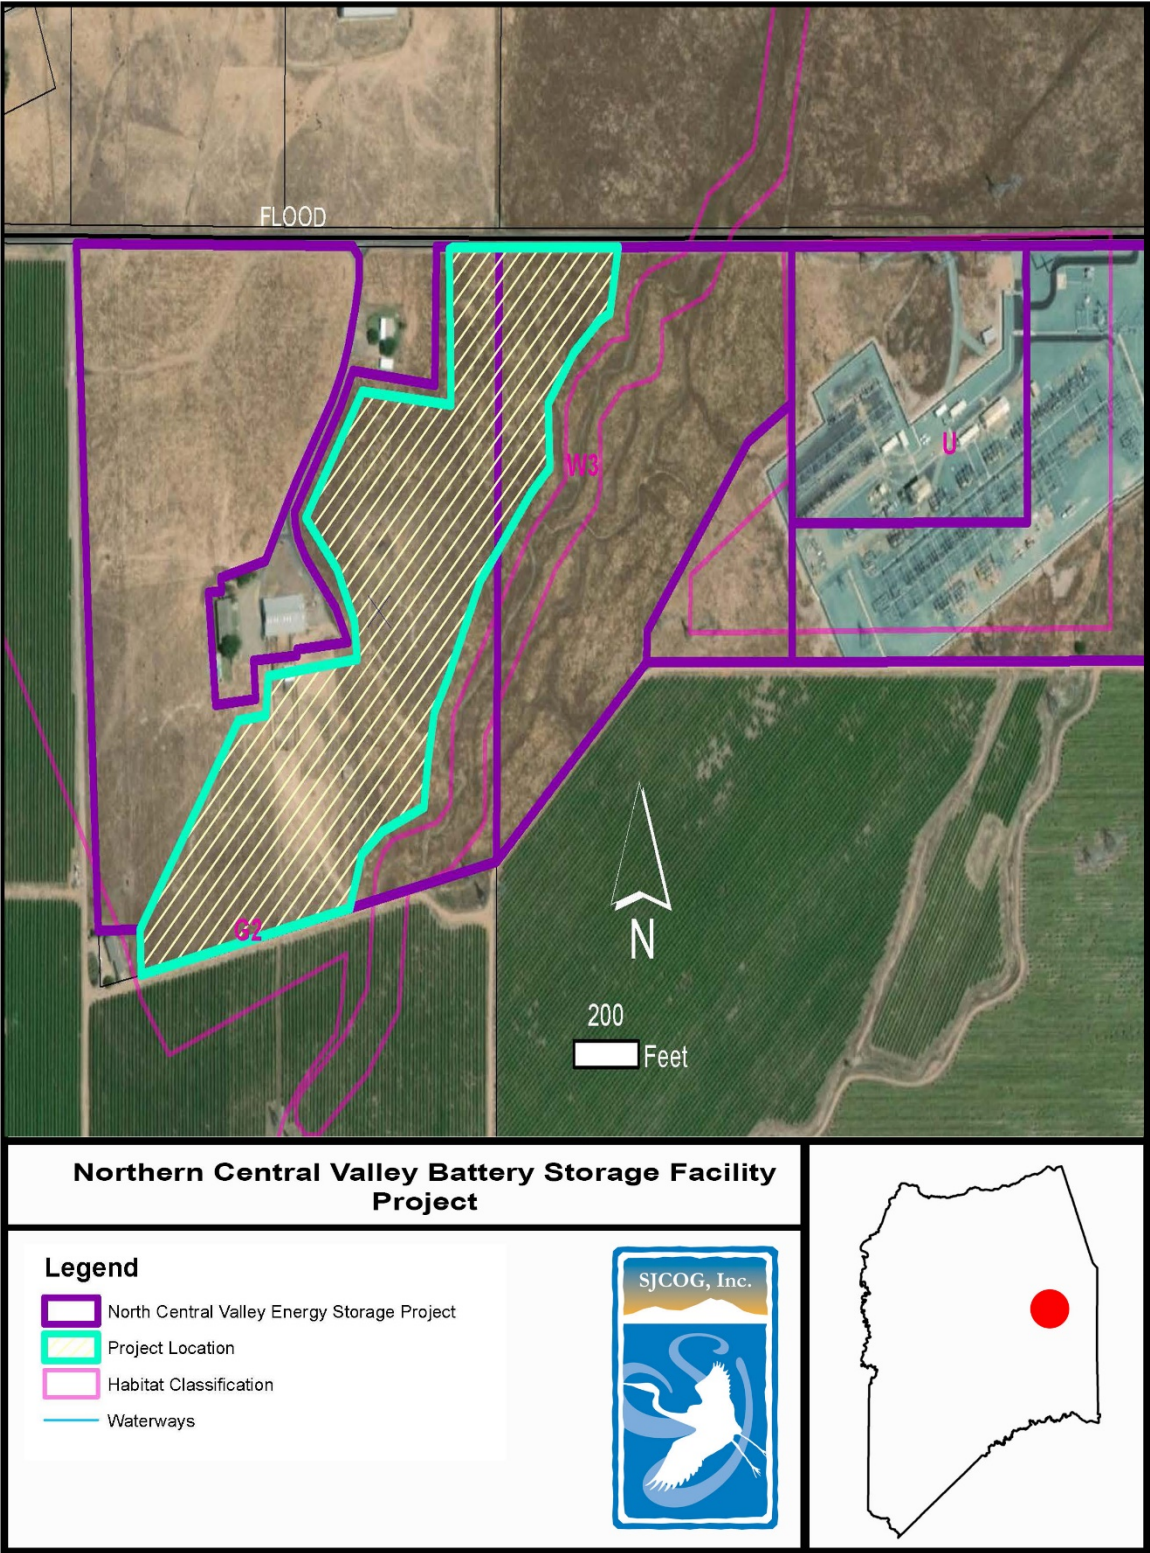 FLOOD
U
W3
G2
N
200
Feet
Northern Central Valley Battery Storage Facility
Project
Legend
North Central Valley Energy Storage Project
Project Location
Habitat Classification
Waterways
SJCOG, Inc.